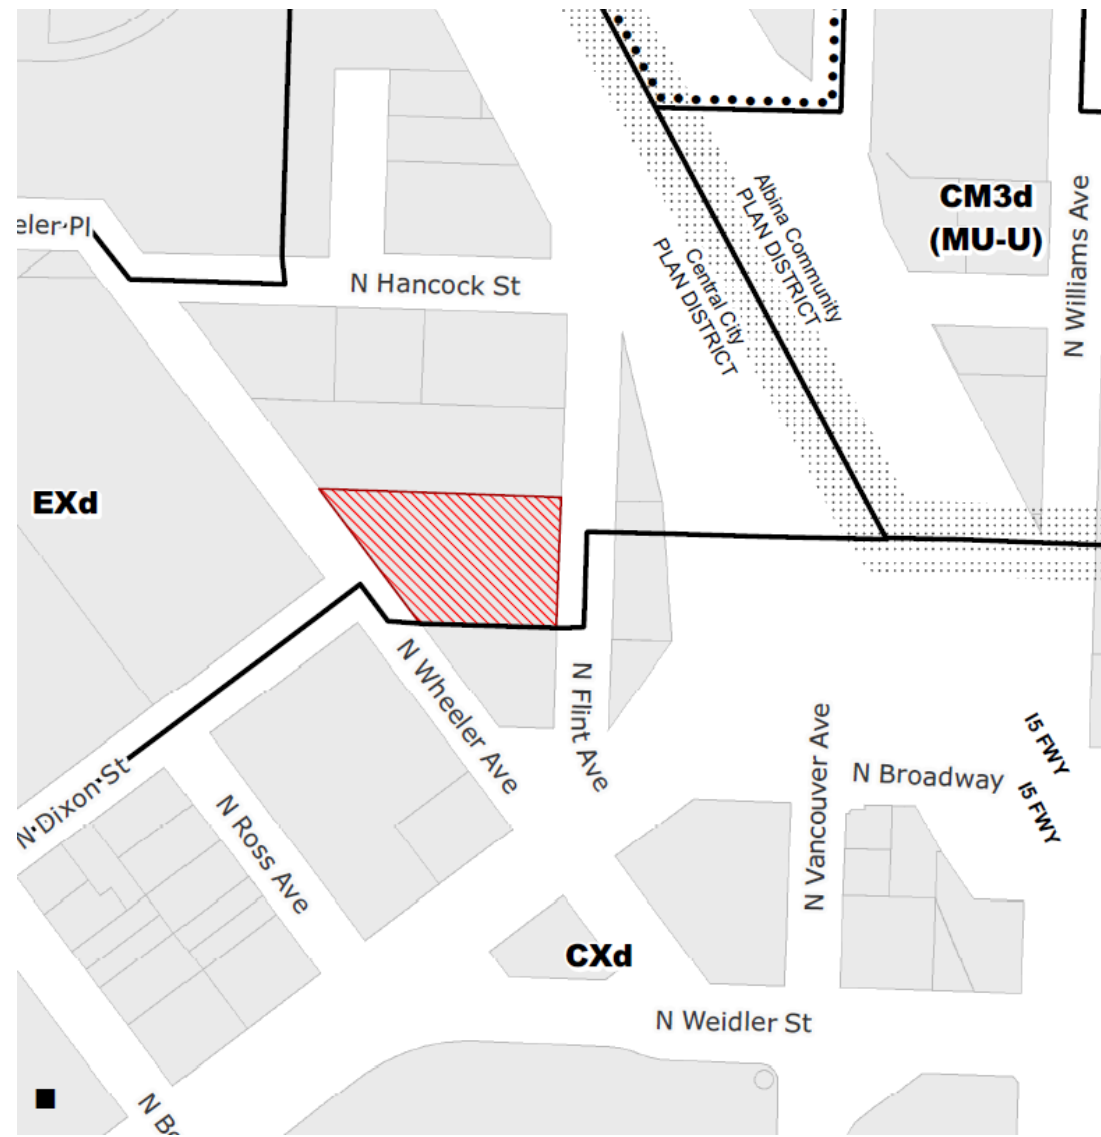 eler Pl
N Hancock St
Albina Community
PLAN DISTRICT
Central City
PLAN DISTRICT
CM3d
(MU-U)
N Williams Ave
EXd
N Wheeler Ave
N Flint Ave
N Dixon St
N Ross Ave
N Vancouver Ave
N Broadway
I5 FWY
I5 FWY
CXd
N Weidler St
N Be